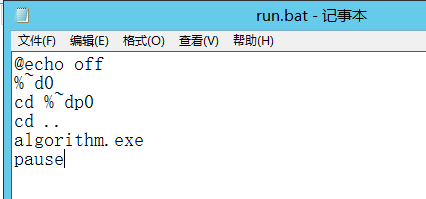 run.bat - 记事本
文件(F) 编辑(E) 格式(O) 查看(V) 帮助(H)
@echo off
%~d0
cd %~dp0
cd ..
algorithm.exe
pause